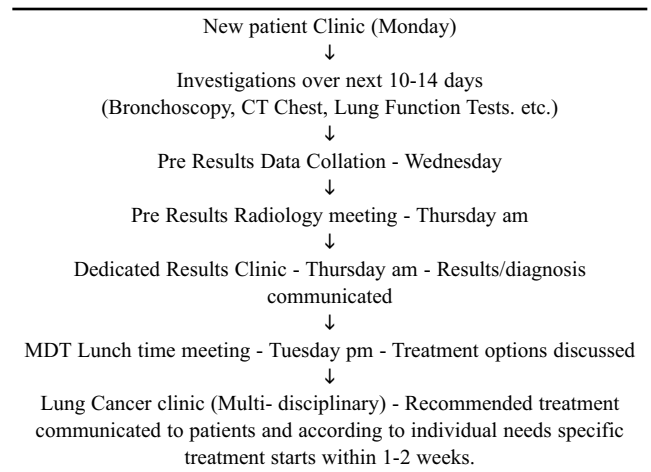 New patient Clinic (Monday)
↓
Investigations over next 10-14 days
(Bronchoscopy, CT Chest, Lung Function Tests. etc.)
↓
Pre Results Data Collation - Wednesday
↓
Pre Results Radiology meeting - Thursday am
↓
Dedicated Results Clinic - Thursday am - Results/diagnosis
communicated
↓
MDT Lunch time meeting - Tuesday pm - Treatment options discussed
↓
Lung Cancer clinic (Multi- disciplinary) - Recommended treatment
communicated to patients and according to individual needs specific
treatment starts within 1-2 weeks.